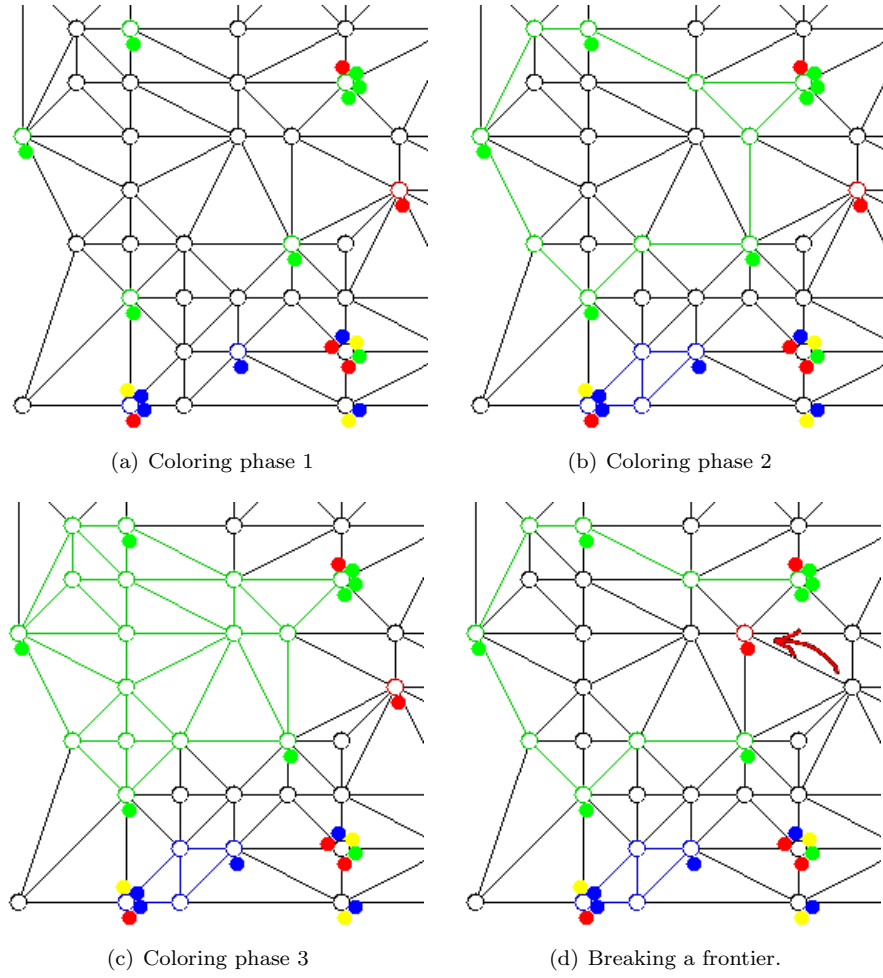 (a) Coloring phase 1
(b) Coloring phase 2
(c) Coloring phase 3
(d) Breaking a frontier.